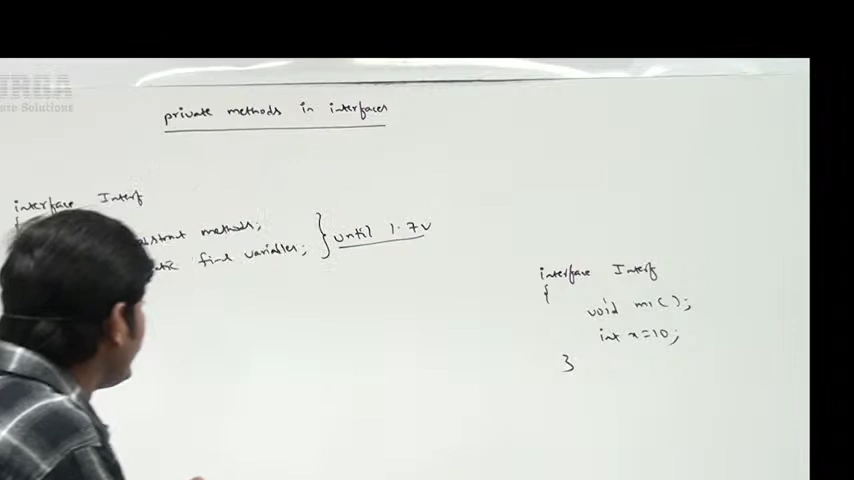 Solutions
private methods in interfaces
interface Interf
{
abstract methods;
final variables;
} until 1.7v
interface Interf
{
void m1();
int x=10;
}